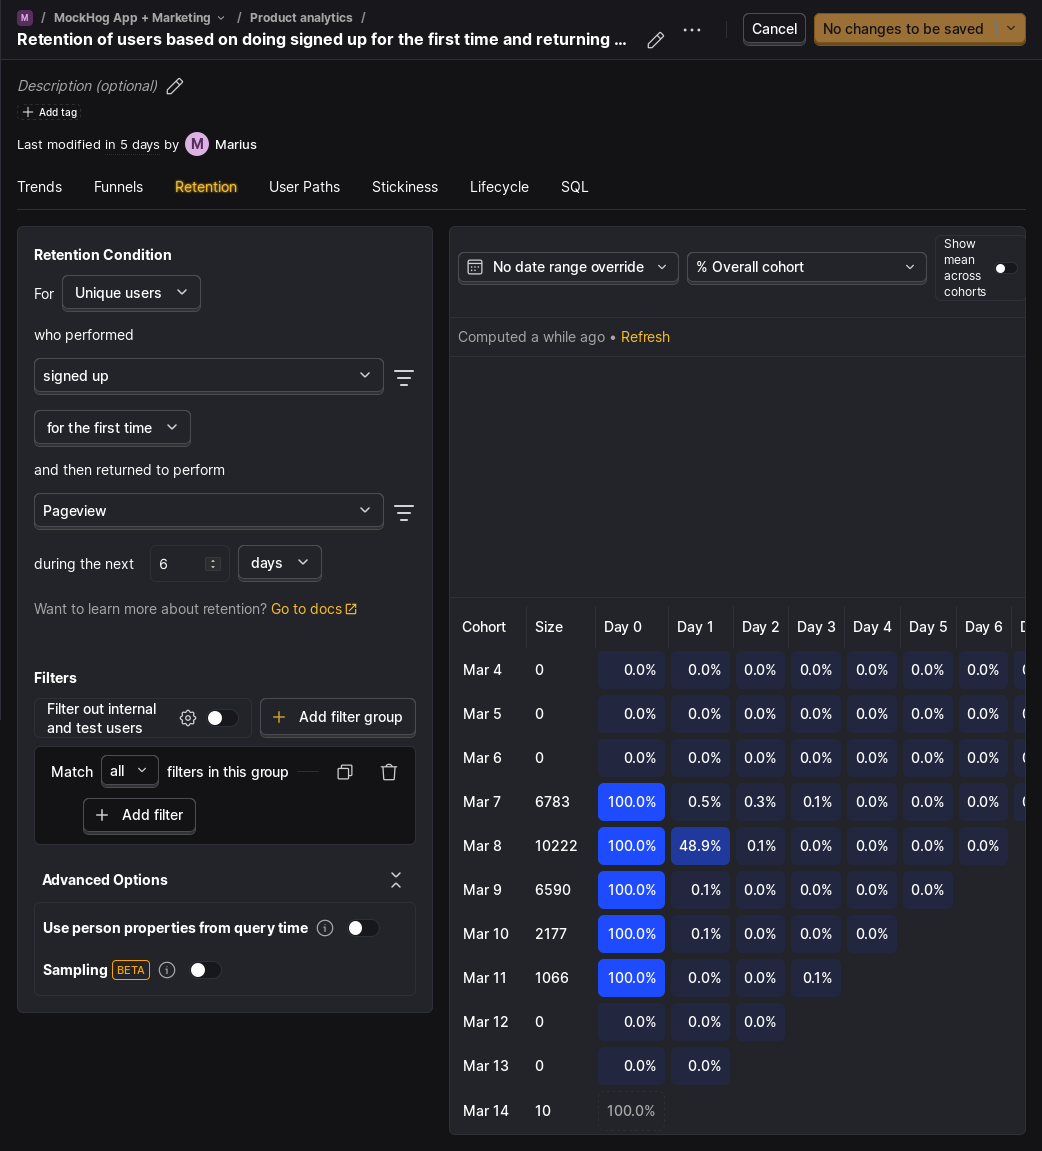 M / MockHog App + Marketing / Product analytics /
Retention of users based on doing signed up for the first time and returning ...
Cancel
No changes to be saved
Description (optional)
Add tag
Last modified in 5 days by M Marius
Trends Funnels Retention User Paths Stickiness Lifecycle SQL
Retention Condition
For Unique users
who performed
signed up
for the first time
and then returned to perform
Pageview
during the next 6 days
Want to learn more about retention? Go to docs
Filters
Filter out internal
and test users
Add filter group
Match all filters in this group
Add filter
Advanced Options
Use person properties from query time
Sampling BETA
No date range override
% Overall cohort
Show
mean
across
cohorts
Computed a while ago • Refresh
Cohort Size Day 0 Day 1 Day 2 Day 3 Day 4 Day 5 Day 6
Mar 4 0 0.0% 0.0% 0.0% 0.0% 0.0% 0.0% 0.0%
Mar 5 0 0.0% 0.0% 0.0% 0.0% 0.0% 0.0% 0.0%
Mar 6 0 0.0% 0.0% 0.0% 0.0% 0.0% 0.0% 0.0%
Mar 7 6783 100.0% 0.5% 0.3% 0.1% 0.0% 0.0% 0.0%
Mar 8 10222 100.0% 48.9% 0.1% 0.0% 0.0% 0.0% 0.0%
Mar 9 6590 100.0% 0.1% 0.0% 0.0% 0.0% 0.0%
Mar 10 2177 100.0% 0.1% 0.0% 0.0% 0.0%
Mar 11 1066 100.0% 0.0% 0.0% 0.1%
Mar 12 0 0.0% 0.0% 0.0%
Mar 13 0 0.0% 0.0%
Mar 14 10 100.0%